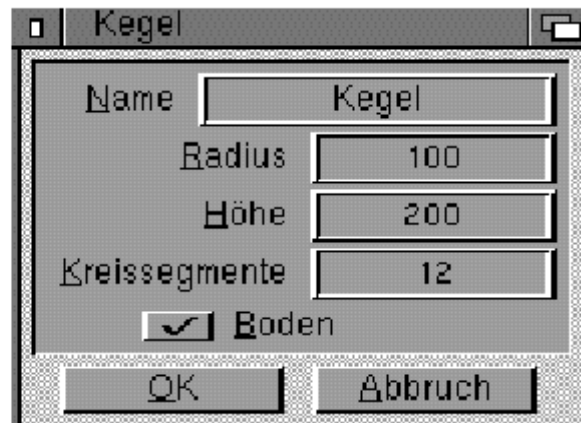 Kegel
Name Kegel
Radius 100
Höhe 200
Kreissegmente 12
Boden
OK Abbruch